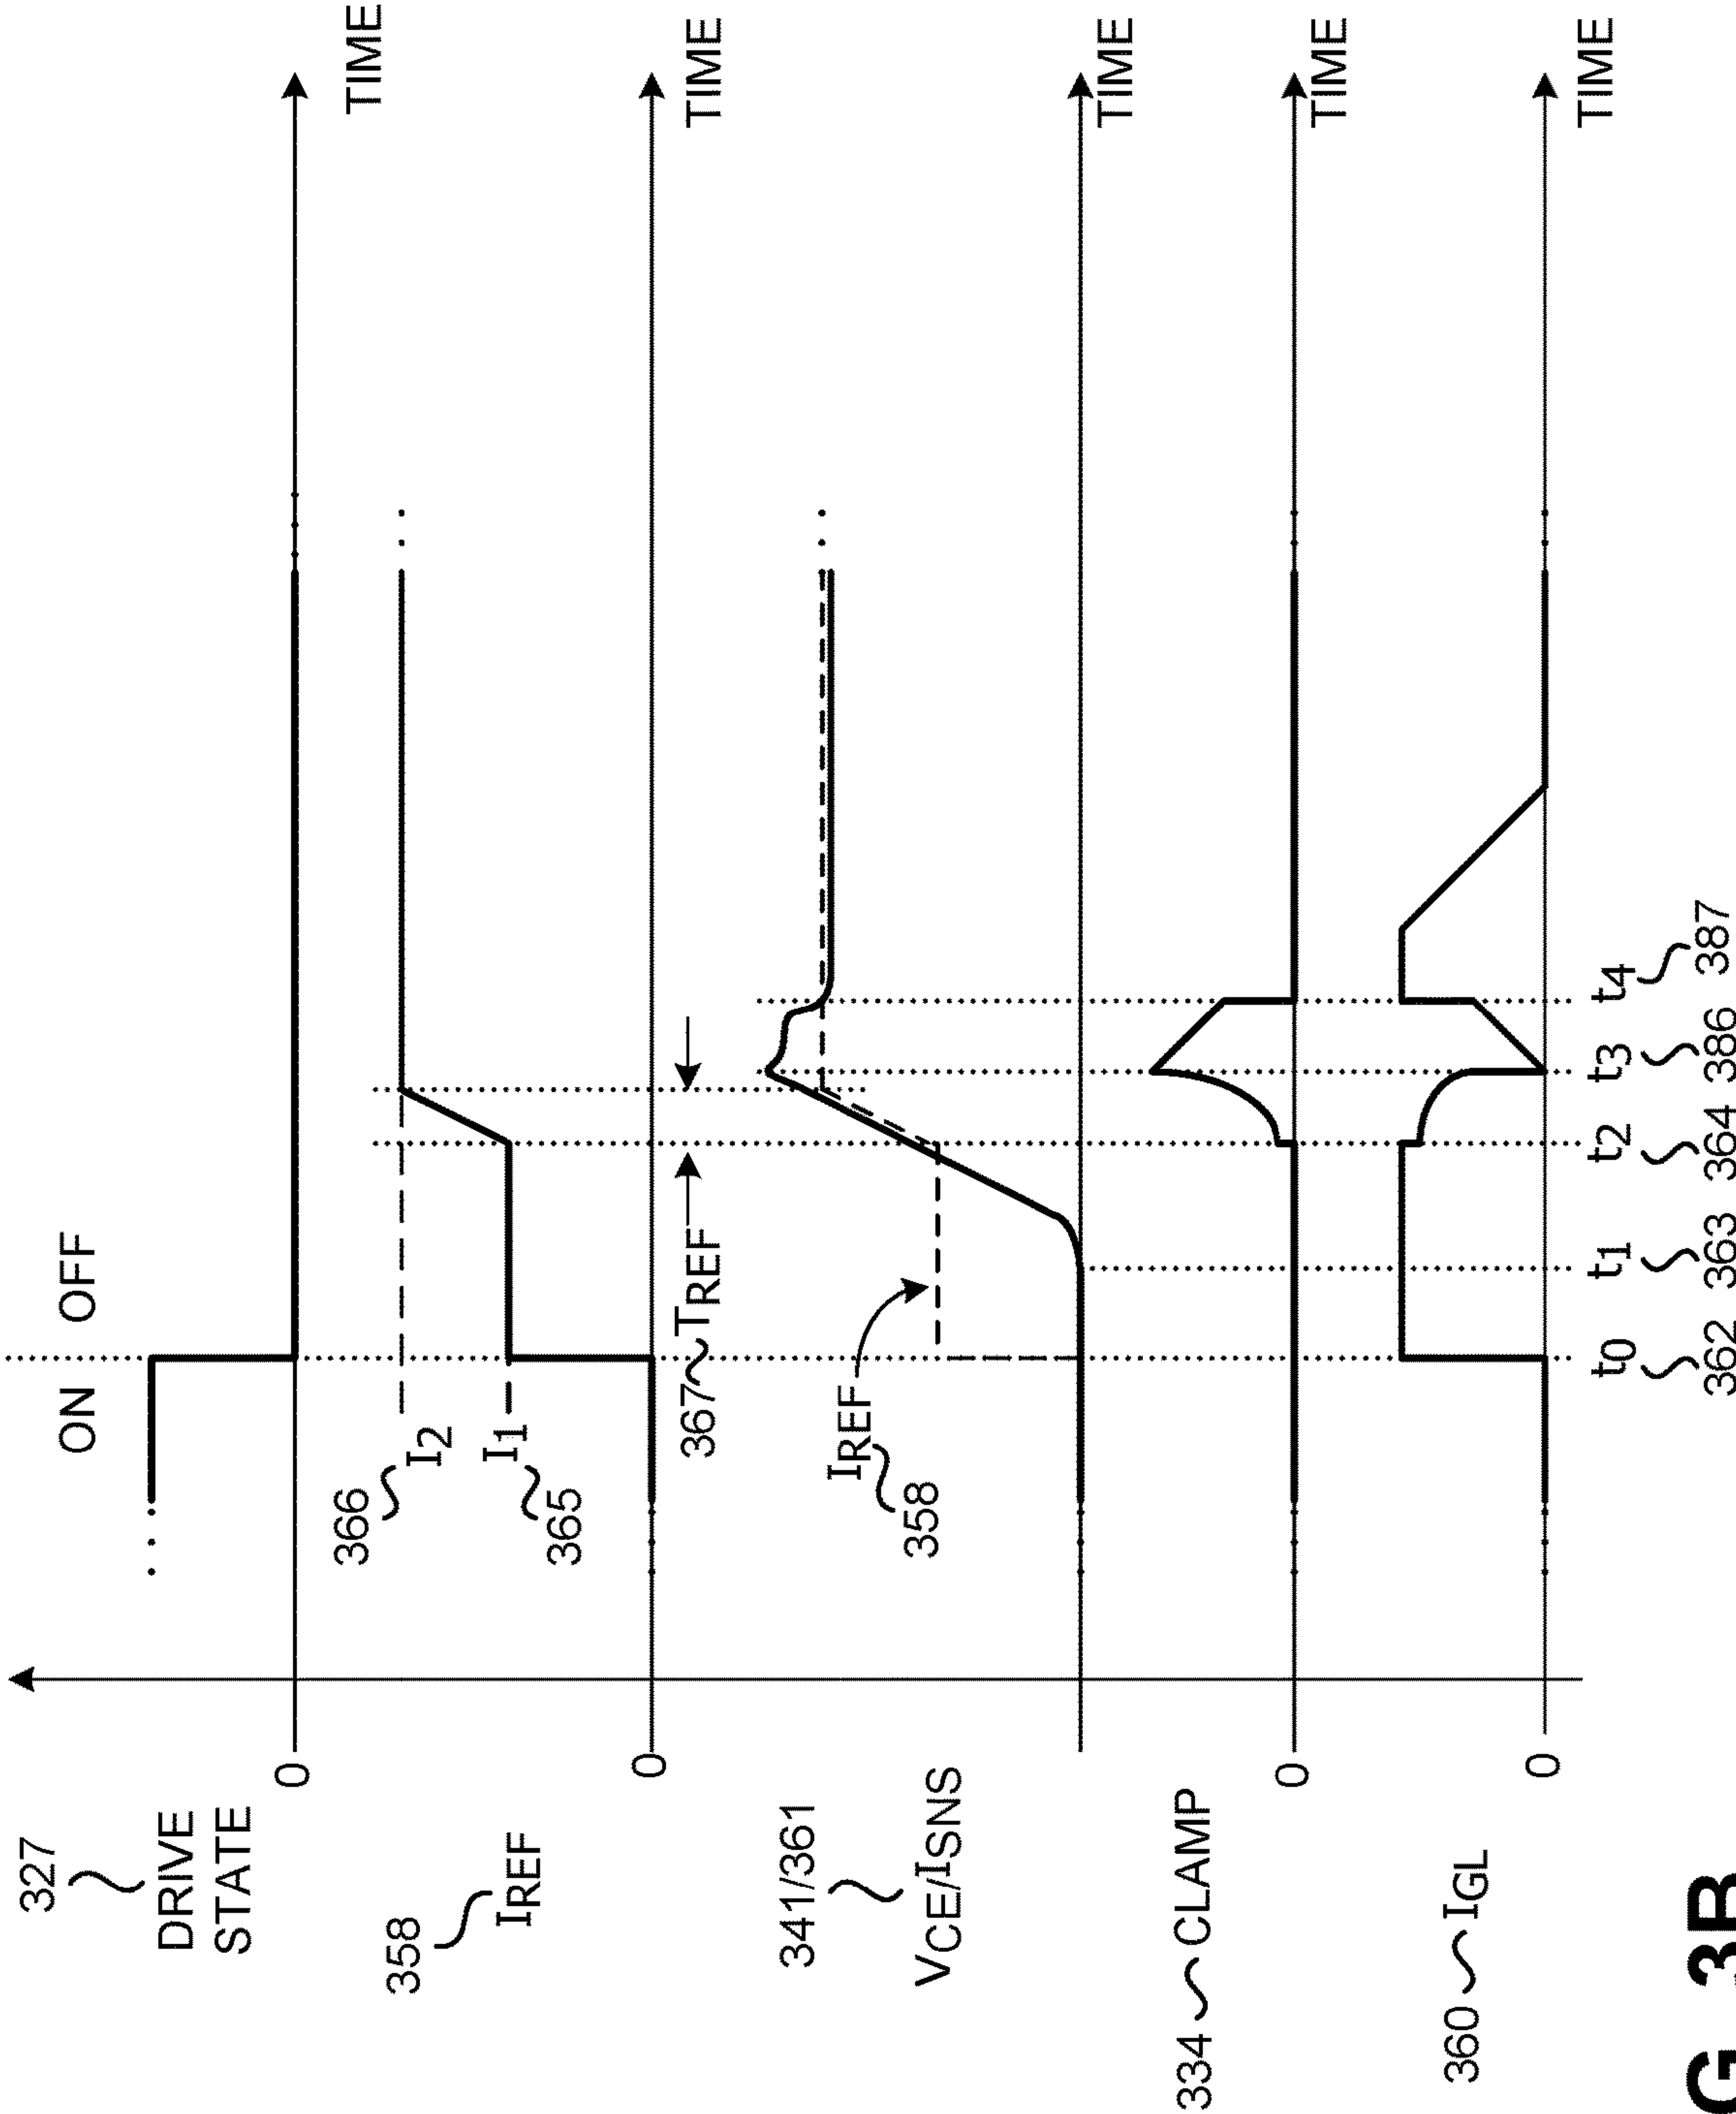 ON OFF
327
DRIVE
STATE
0
TIME
366
I2
I1
365
358
IREF
0
TIME
367
TREF
341/361
VCE/ISNS
IREF
358
TIME
334 CLAMP
0
TIME
360 IGL
0
TIME
t0 t1 t2 t3 t4
362 363 364 386 387
G 3B